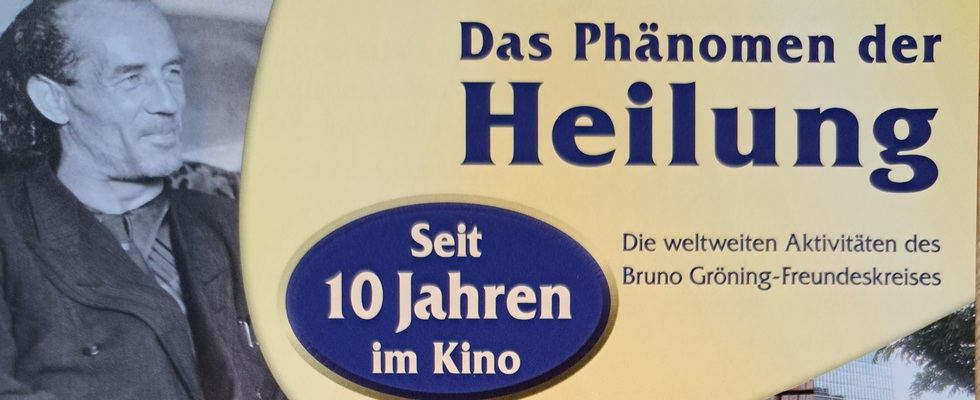 Das Phänomen der
Heilung
Seit
10 Jahren
im Kino
Die weltweiten Aktivitäten des
Bruno Gröning-Freundeskreises